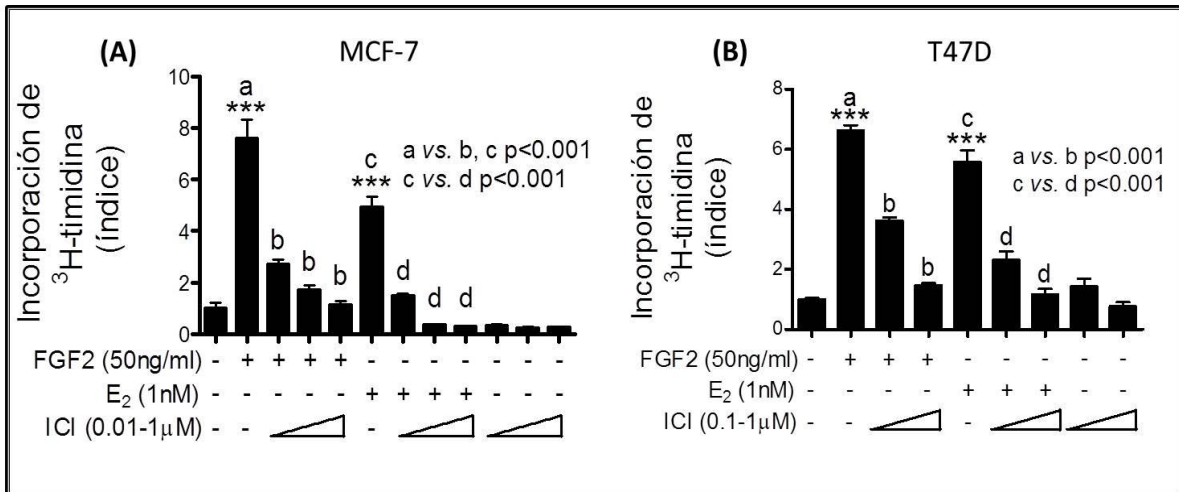 (A)
MCF-7
Incorporación de
³H-timidina
(índice)
10
8
6
4
2
0
a
***
b
b
b
c
***
d
d
d
a vs. b, c p<0.001
c vs. d p<0.001
FGF2 (50ng/ml) - + + + + - - - - - - -
E₂ (1nM) - - - - - + + + + - - -
ICI (0.01-1μM) - - -
(B)
T47D
Incorporación de
³H-timidina
(índice)
8
6
4
2
0
a
***
b
b
c
***
d
d
a vs. b p<0.001
c vs. d p<0.001
FGF2 (50ng/ml) - + + + - - - - -
E₂ (1nM) - - - - + + + - -
ICI (0.1-1μM) - - -